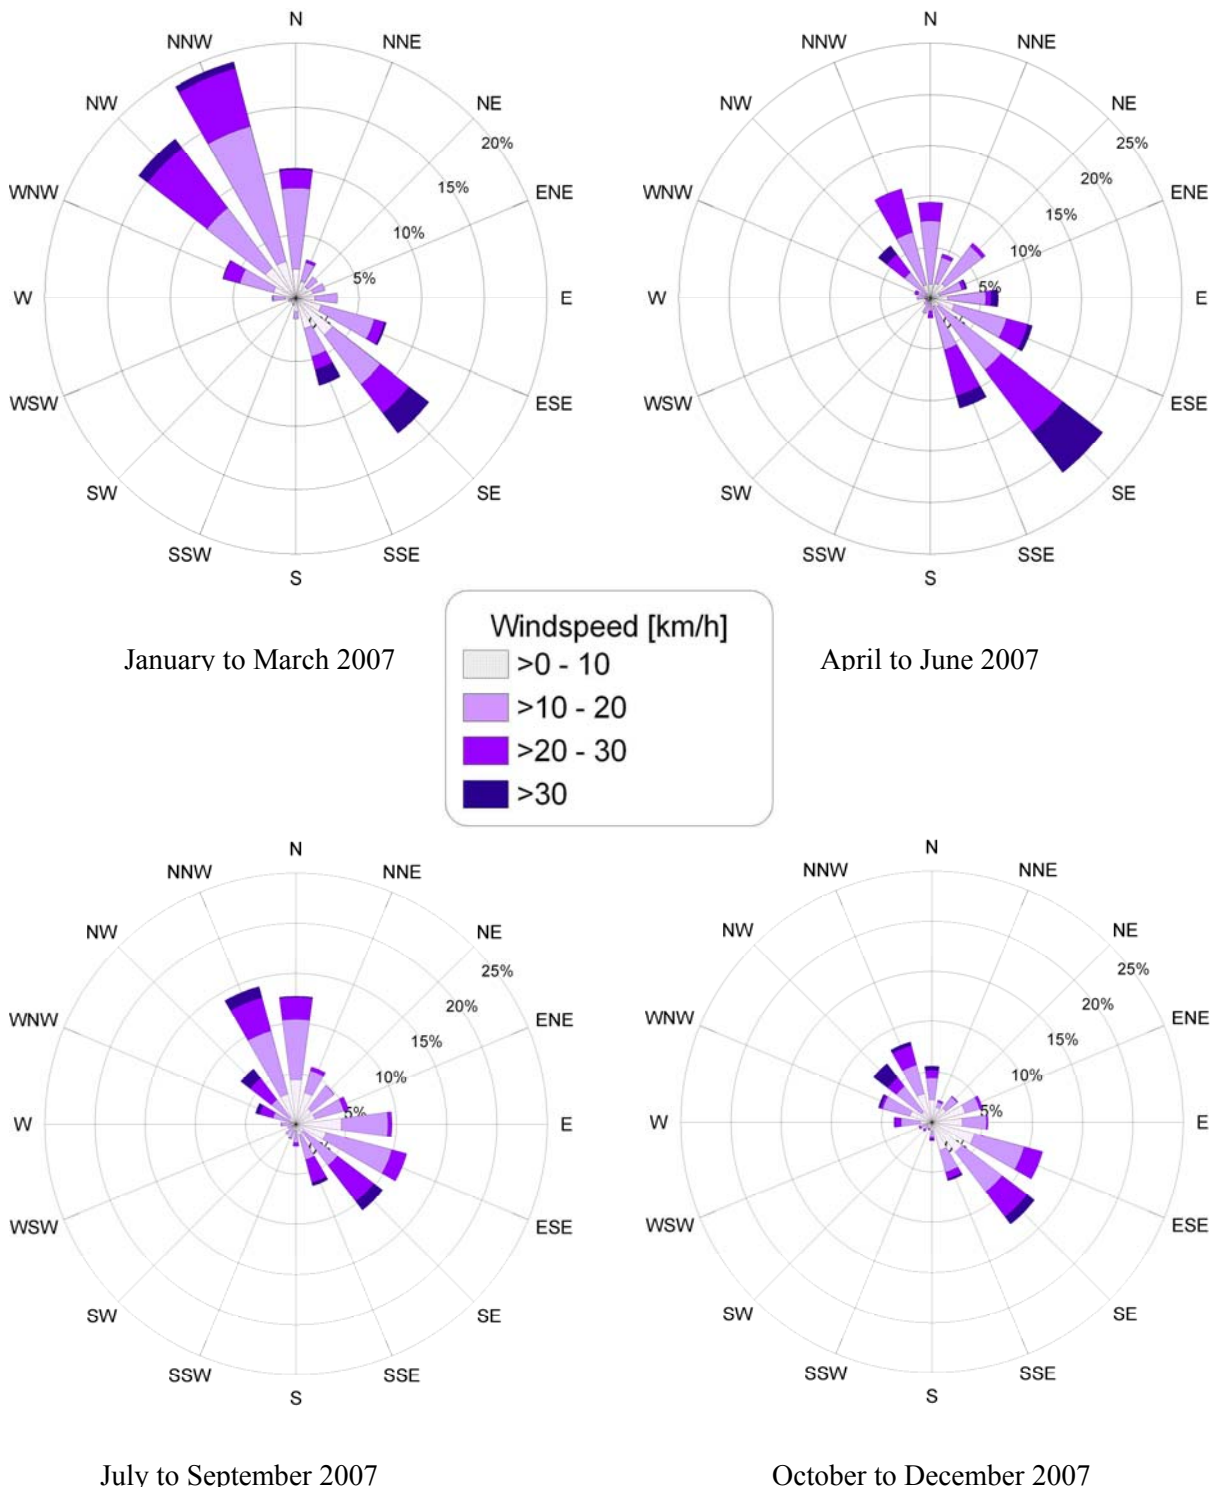 N
NNW
NNE
NW
NE
20%
15%
WNW
ENE
10%
5%
W
E
WSW
ESE
SW
SE
SSW
SSE
S
January to March 2007
N
NNW
NNE
NW
NE
25%
20%
WNW
ENE
15%
10%
5%
W
E
WSW
ESE
SW
SE
SSW
SSE
S
April to June 2007
Windspeed [km/h]
>0 - 10
>10 - 20
>20 - 30
>30
N
NNW
NNE
NW
NE
25%
20%
WNW
ENE
15%
10%
5%
W
E
WSW
ESE
SW
SE
SSW
SSE
S
July to September 2007
N
NNW
NNE
NW
NE
25%
20%
WNW
ENE
15%
10%
5%
W
E
WSW
ESE
SW
SE
SSW
SSE
S
October to December 2007